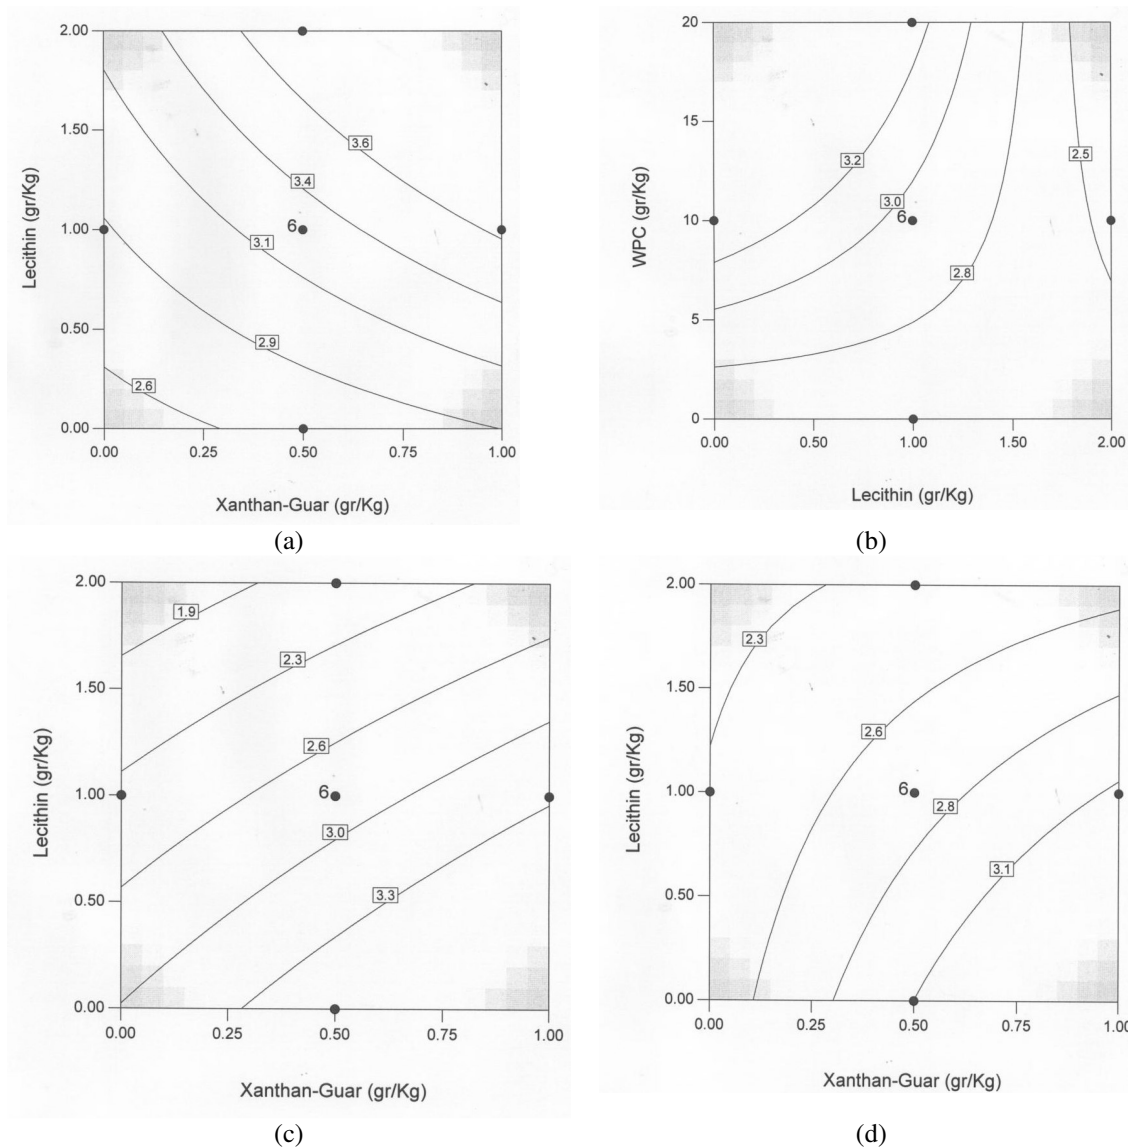 2.00
1.50
1.00
0.50
0.00
Lecithin (gr/Kg)
3.6
3.4
3.1
2.9
2.6
6
0.00 0.25 0.50 0.75 1.00
Xanthan-Guar (gr/Kg)
(a)
20
15
10
5
0
WPC (gr/Kg)
3.2
3.0
2.8
2.5
6
0.00 0.50 1.00 1.50 2.00
Lecithin (gr/Kg)
(b)
2.00
1.50
1.00
0.50
0.00
Lecithin (gr/Kg)
1.9
2.3
2.6
3.0
3.3
6
0.00 0.25 0.50 0.75 1.00
Xanthan-Guar (gr/Kg)
(c)
2.00
1.50
1.00
0.50
0.00
Lecithin (gr/Kg)
2.3
2.6
2.8
3.1
6
0.00 0.25 0.50 0.75 1.00
Xanthan-Guar (gr/Kg)
(d)